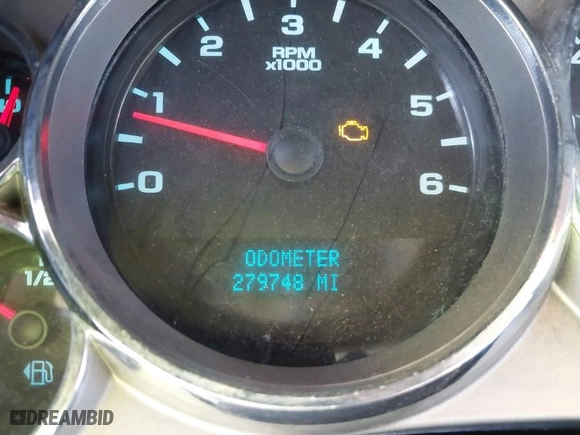 3
2
4
RPM
x1000
1
5
0
6
ODOMETER
279748 MI
1/2
DREAMBID